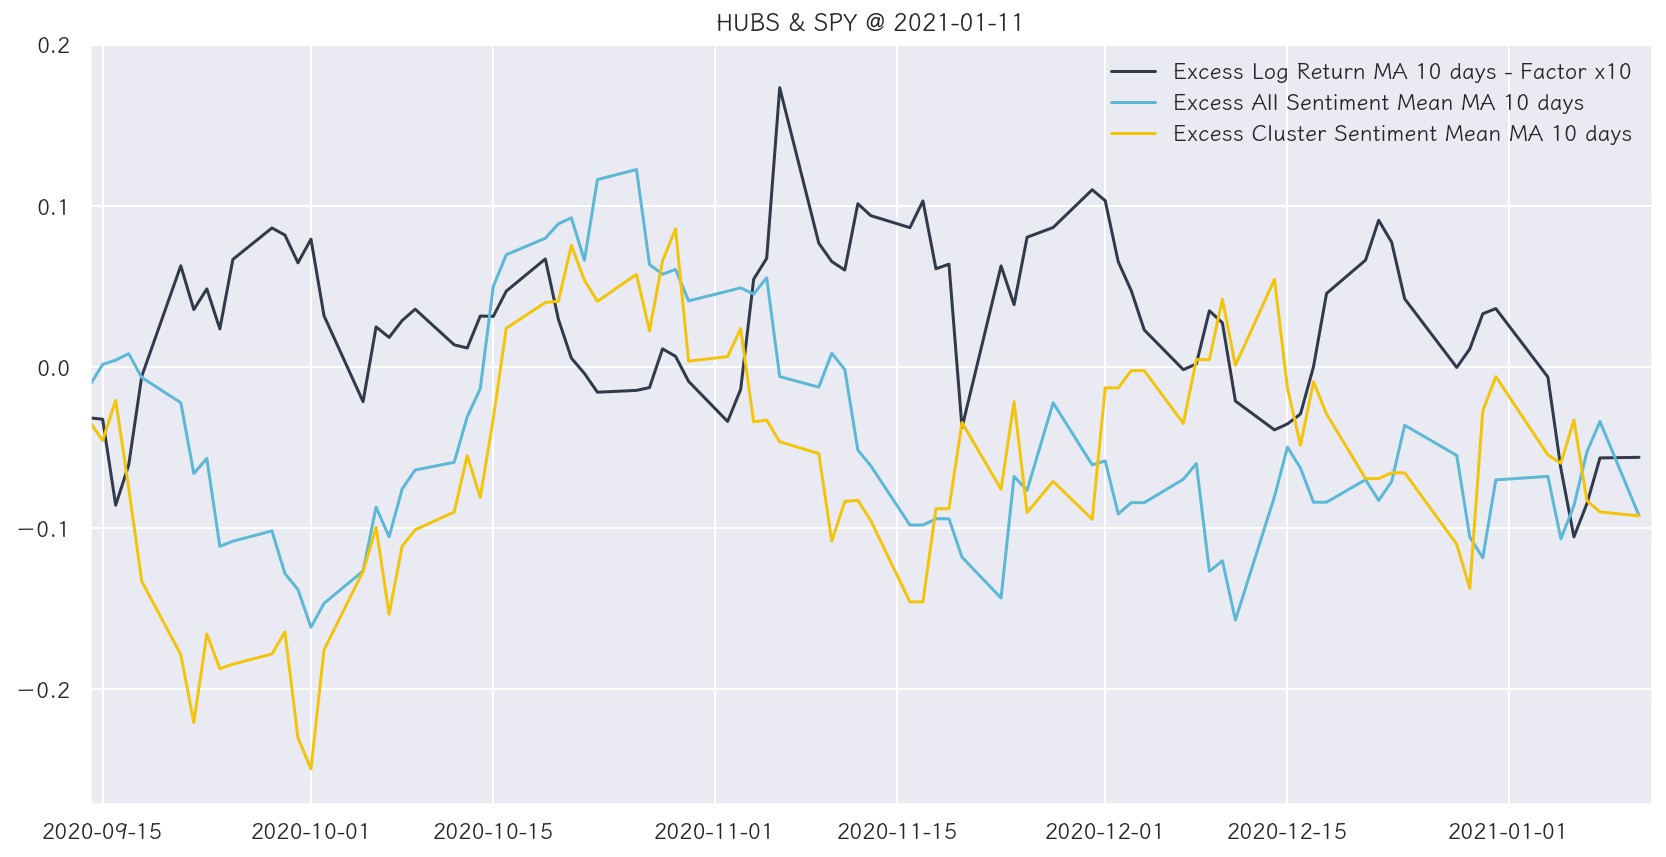 HUBS & SPY @ 2021-01-11
0.2
0.1
0.0
−0.1
−0.2
Excess Log Return MA 10 days - Factor x10
Excess All Sentiment Mean MA 10 days
Excess Cluster Sentiment Mean MA 10 days
2020-09-15 2020-10-01 2020-10-15 2020-11-01 2020-11-15 2020-12-01 2020-12-15 2021-01-01